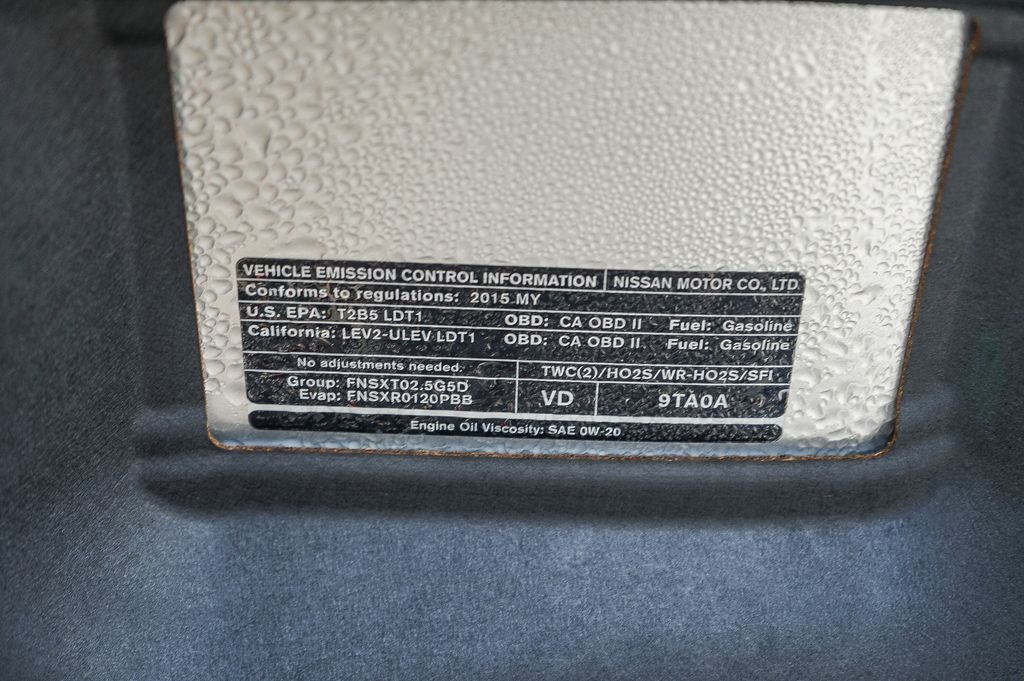 VEHICLE EMISSION CONTROL INFORMATION NISSAN MOTOR CO., LTD
Conforms to regulations: 2015 MY
U.S. EPA: T2B5 LDT1 OBD: CA OBD II Fuel: Gasoline
California: LEV2-ULEV LDT1 OBD: CA OBD II Fuel: Gasoline
No adjustments needed. TWC(2)/HO2S/WR-HO2S/SFI
Group: FNSXT02.5G5D
Evap: FNSXR0120PBB VD 9TA0A
Engine Oil Viscosity: SAE 0W-20